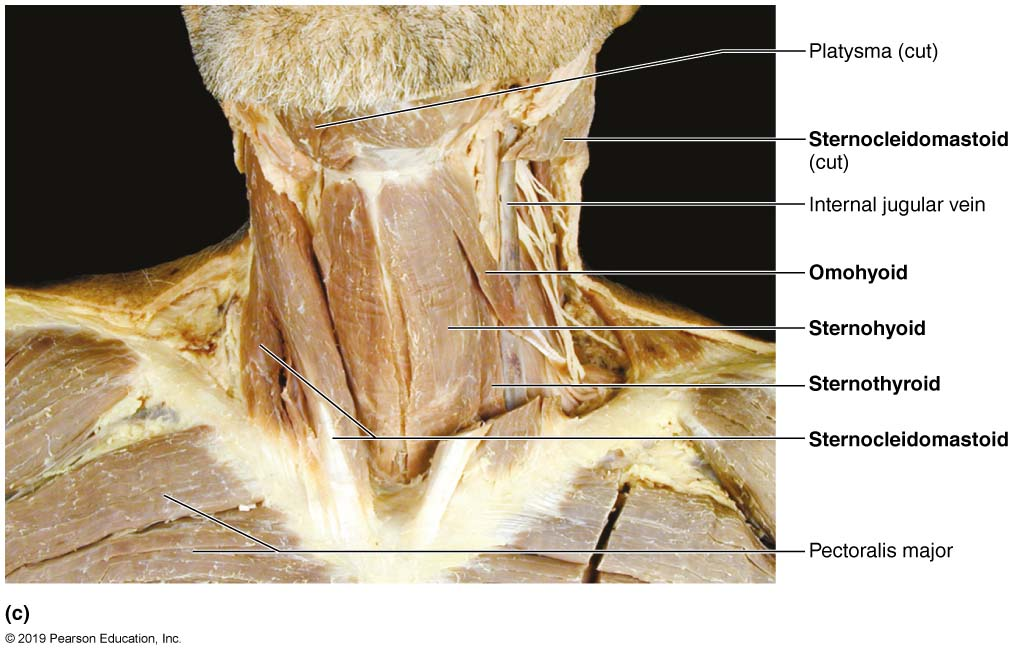 Platysma (cut)
Sternocleidomastoid
(cut)
Internal jugular vein
Omohyoid
Sternohyoid
Sternothyroid
Sternocleidomastoid
Pectoralis major
(c)
© 2019 Pearson Education, Inc.